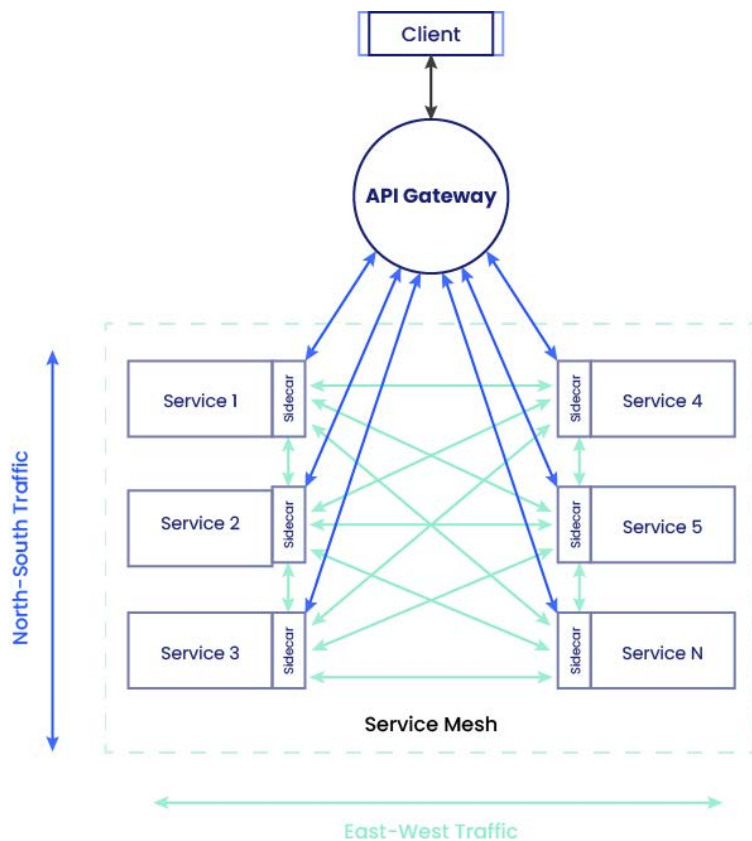 Client
API Gateway
Service 1
Sidecar
Sidecar
Service 4
Service 2
Sidecar
Sidecar
Service 5
Service 3
Sidecar
Sidecar
Service N
Service Mesh
North-South Traffic
East-West Traffic